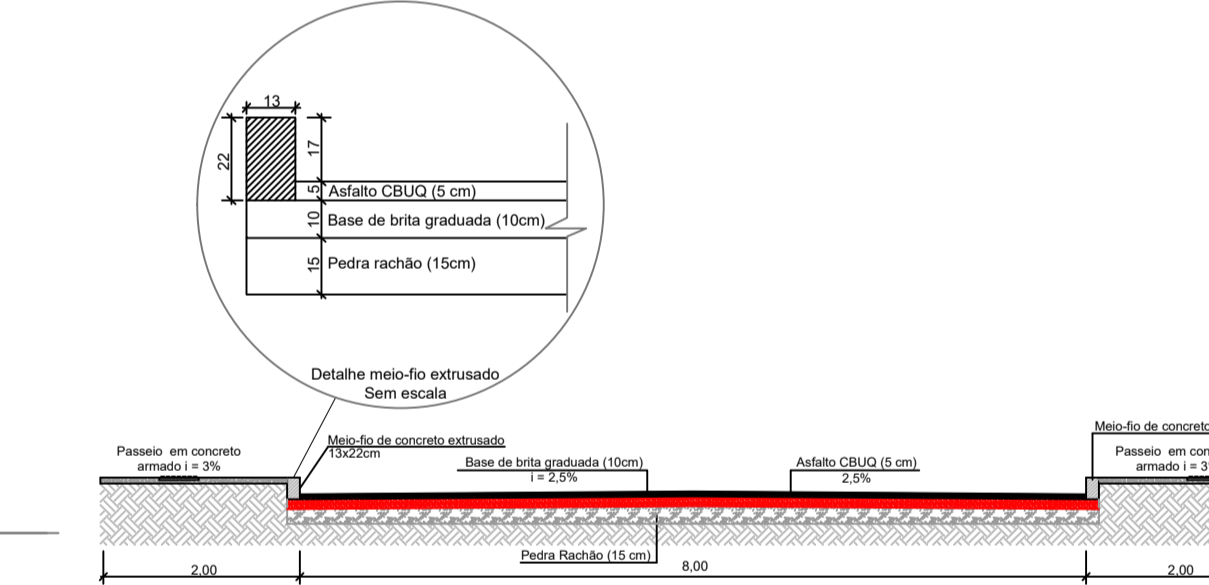 13
22
17
5
Asfalto CBUQ (5 cm)
10
Base de brita graduada (10cm)
15
Pedra rachão (15cm)
Detalhe meio-fio extrusado
Sem escala
Passeio em concreto
armado i = 3%
Meio-fio de concreto extrusado
13x22cm
Base de brita graduada (10cm)
i = 2,5%
Asfalto CBUQ (5 cm)
2,5%
Meio-fio de concreto
Passeio em con
armado i = 3
Pedra Rachão (15 cm)
2,00
8,00
2,00